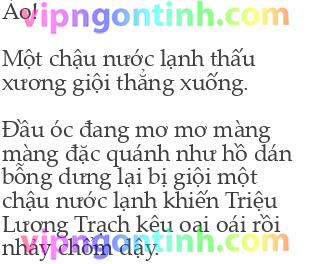 Ào!
vipngontinh.com
Một chậu nước lạnh thấu
xương giội thẳng xuống.
Đầu óc đang mơ mơ màng
màng đặc quánh như hồ dán
bỗng dưng lại bị giội một
chậu nước lạnh khiến Triệu
Lương Trạch kêu oai oái rồi
nhảy chồm dậy.
vipngontinh.com